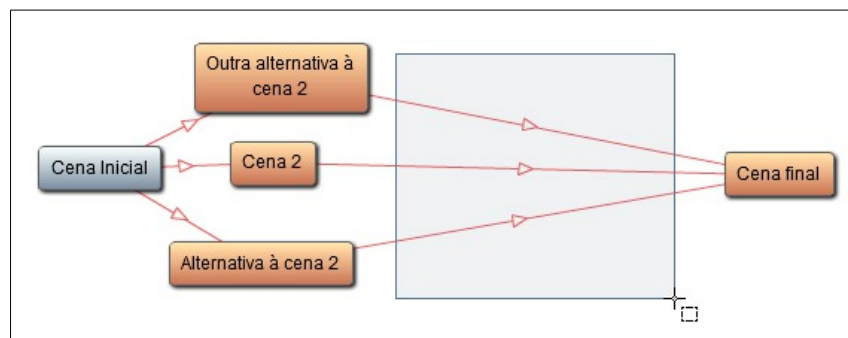 Outra alternativa à
cena 2
Cena Inicial
Cena 2
Cena final
Alternativa à cena 2